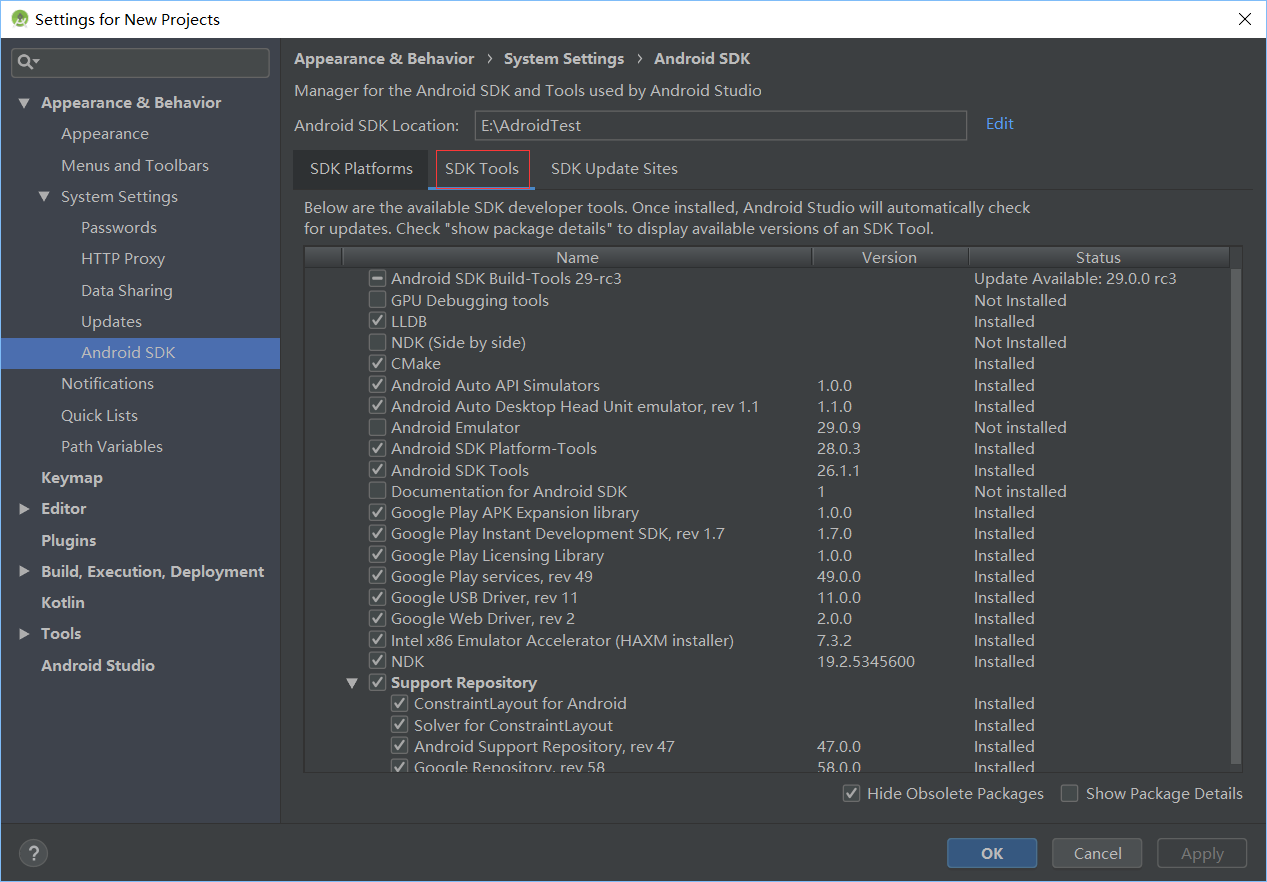 Settings for New Projects
Appearance & Behavior
Appearance
Menus and Toolbars
System Settings
Passwords
HTTP Proxy
Data Sharing
Updates
Android SDK
Notifications
Quick Lists
Path Variables
Keymap
Editor
Plugins
Build, Execution, Deployment
Kotlin
Tools
Android Studio
Appearance & Behavior › System Settings › Android SDK
Manager for the Android SDK and Tools used by Android Studio
Android SDK Location: E:\AdroidTest Edit
SDK Platforms SDK Tools SDK Update Sites
Below are the available SDK developer tools. Once installed, Android Studio will automatically check
for updates. Check "show package details" to display available versions of an SDK Tool.
Name Version Status
Android SDK Build-Tools 29-rc3 Update Available: 29.0.0 rc3
GPU Debugging tools Not Installed
LLDB Installed
NDK (Side by side) Not Installed
CMake Installed
Android Auto API Simulators 1.0.0 Installed
Android Auto Desktop Head Unit emulator, rev 1.1 1.1.0 Installed
Android Emulator 29.0.9 Not installed
Android SDK Platform-Tools 28.0.3 Installed
Android SDK Tools 26.1.1 Installed
Documentation for Android SDK 1 Not installed
Google Play APK Expansion library 1.0.0 Installed
Google Play Instant Development SDK, rev 1.7 1.7.0 Installed
Google Play Licensing Library 1.0.0 Installed
Google Play services, rev 49 49.0.0 Installed
Google USB Driver, rev 11 11.0.0 Installed
Google Web Driver, rev 2 2.0.0 Installed
Intel x86 Emulator Accelerator (HAXM installer) 7.3.2 Installed
NDK 19.2.5345600 Installed
Support Repository
ConstraintLayout for Android Installed
Solver for ConstraintLayout Installed
Android Support Repository, rev 47 47.0.0 Installed
Google Repository, rev 58 58.0.0 Installed
Hide Obsolete Packages Show Package Details
? OK Cancel Apply